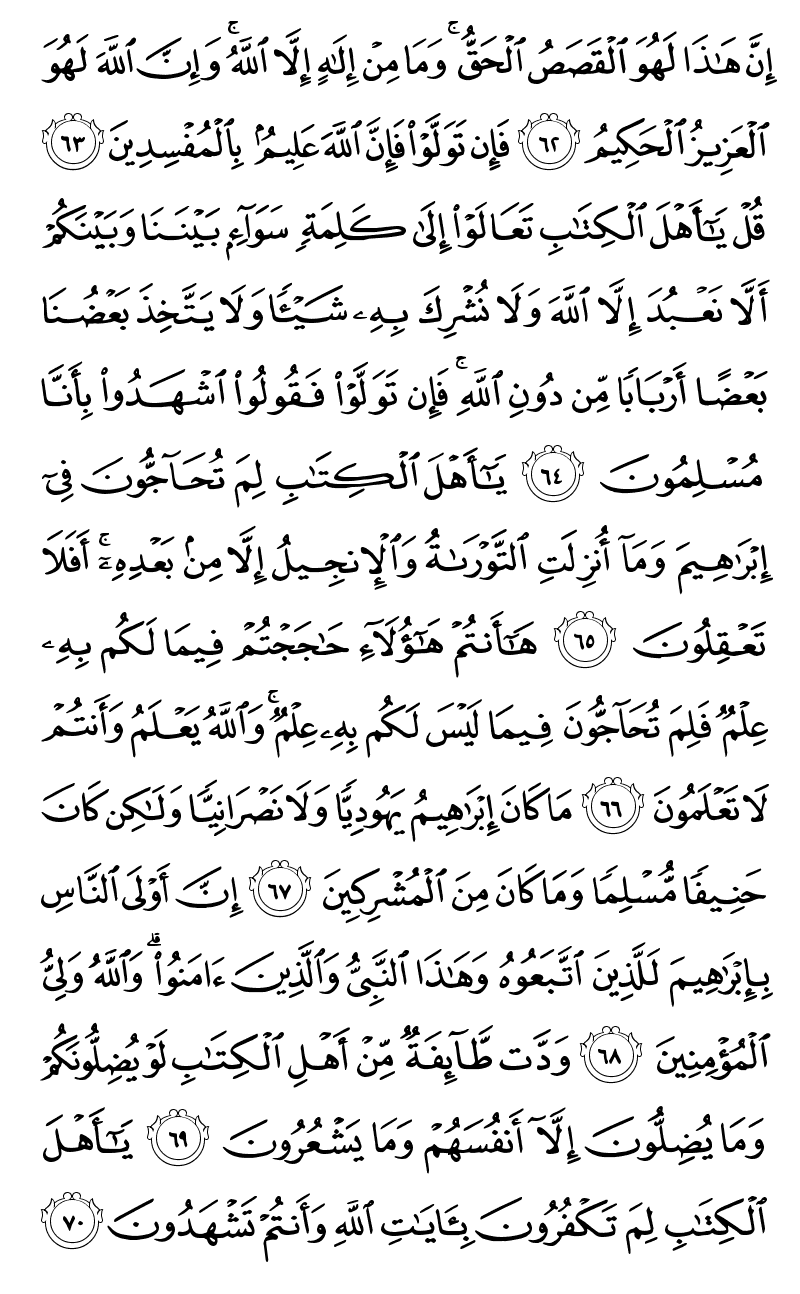 إِنَّ هَٰذَا لَهُوَ ٱلْقَصَصُ ٱلْحَقُّ ۚ وَمَا مِنْ إِلَٰهٍ إِلَّا ٱللَّهُ ۚ وَإِنَّ ٱللَّهَ لَهُوَ
ٱلْعَزِيزُ ٱلْحَكِيمُ ٦٢ فَإِن تَوَلَّوْا۟ فَإِنَّ ٱللَّهَ عَلِيمٌۢ بِٱلْمُفْسِدِينَ ٦٣
قُلْ يَٰٓأَهْلَ ٱلْكِتَٰبِ تَعَالَوْا۟ إِلَىٰ كَلِمَةٍ سَوَآءٍۭ بَيْنَنَا وَبَيْنَكُمْ
أَلَّا نَعْبُدَ إِلَّا ٱللَّهَ وَلَا نُشْرِكَ بِهِۦ شَيْـًٔا وَلَا يَتَّخِذَ بَعْضُنَا
بَعْضًا أَرْبَابًا مِّن دُونِ ٱللَّهِ ۚ فَإِن تَوَلَّوْا۟ فَقُولُوا۟ ٱشْهَدُوا۟ بِأَنَّا
مُسْلِمُونَ ٦٤ يَٰٓأَهْلَ ٱلْكِتَٰبِ لِمَ تُحَآجُّونَ فِىٓ
إِبْرَٰهِيمَ وَمَآ أُنزِلَتِ ٱلتَّوْرَىٰةُ وَٱلْإِنجِيلُ إِلَّا مِنۢ بَعْدِهِۦٓ ۚ أَفَلَا
تَعْقِلُونَ ٦٥ هَٰٓأَنتُمْ هَٰٓؤُلَآءِ حَٰجَجْتُمْ فِيمَا لَكُم بِهِۦ
عِلْمٌ فَلِمَ تُحَآجُّونَ فِيمَا لَيْسَ لَكُم بِهِۦ عِلْمٌ ۚ وَٱللَّهُ يَعْلَمُ وَأَنتُمْ
لَا تَعْلَمُونَ ٦٦ مَا كَانَ إِبْرَٰهِيمُ يَهُودِيًّا وَلَا نَصْرَانِيًّا وَلَٰكِن كَانَ
حَنِيفًا مُّسْلِمًا وَمَا كَانَ مِنَ ٱلْمُشْرِكِينَ ٦٧ إِنَّ أَوْلَى ٱلنَّاسِ
بِإِبْرَٰهِيمَ لَلَّذِينَ ٱتَّبَعُوهُ وَهَٰذَا ٱلنَّبِىُّ وَٱلَّذِينَ ءَامَنُوا۟ ۗ وَٱللَّهُ وَلِىُّ
ٱلْمُؤْمِنِينَ ٦٨ وَدَّت طَّآئِفَةٌ مِّنْ أَهْلِ ٱلْكِتَٰبِ لَوْ يُضِلُّونَكُمْ
وَمَا يُضِلُّونَ إِلَّآ أَنفُسَهُمْ وَمَا يَشْعُرُونَ ٦٩ يَٰٓأَهْلَ
ٱلْكِتَٰبِ لِمَ تَكْفُرُونَ بِـَٔايَٰتِ ٱللَّهِ وَأَنتُمْ تَشْهَدُونَ ٧٠